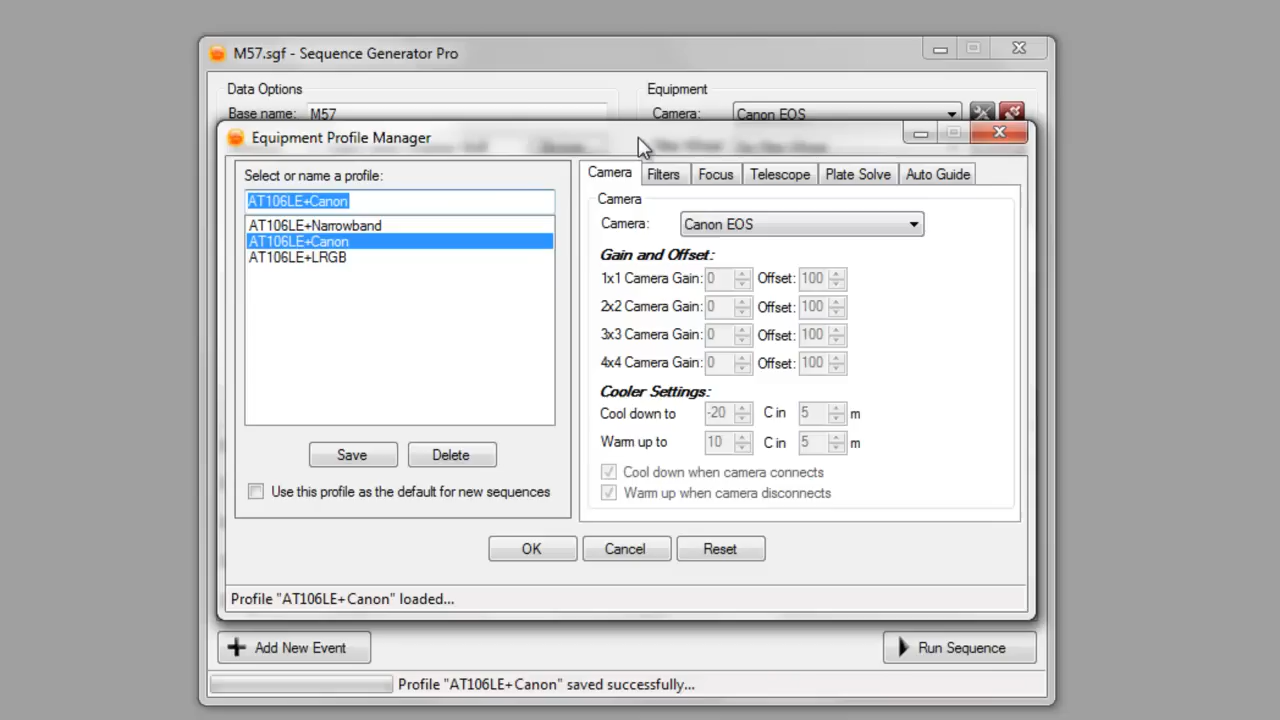 M57.sgf - Sequence Generator Pro
Data Options
Equipment
Base name: M57
Camera: Canon EOS
Equipment Profile Manager
Select or name a profile:
AT106LE+Canon
AT106LE+Narrowband
AT106LE+Canon
AT106LE+LRGB
Save
Delete
Use this profile as the default for new sequences
Camera
Filters
Focus
Telescope
Plate Solve
Auto Guide
Camera
Camera: Canon EOS
Gain and Offset:
1x1 Camera Gain: 0 Offset: 100
2x2 Camera Gain: 0 Offset: 100
3x3 Camera Gain: 0 Offset: 100
4x4 Camera Gain: 0 Offset: 100
Cooler Settings:
Cool down to -20 C in 5 m
Warm up to 10 C in 5 m
Cool down when camera connects
Warm up when camera disconnects
OK
Cancel
Reset
Profile "AT106LE+Canon" loaded...
Add New Event
Run Sequence
Profile "AT106LE+Canon" saved successfully...